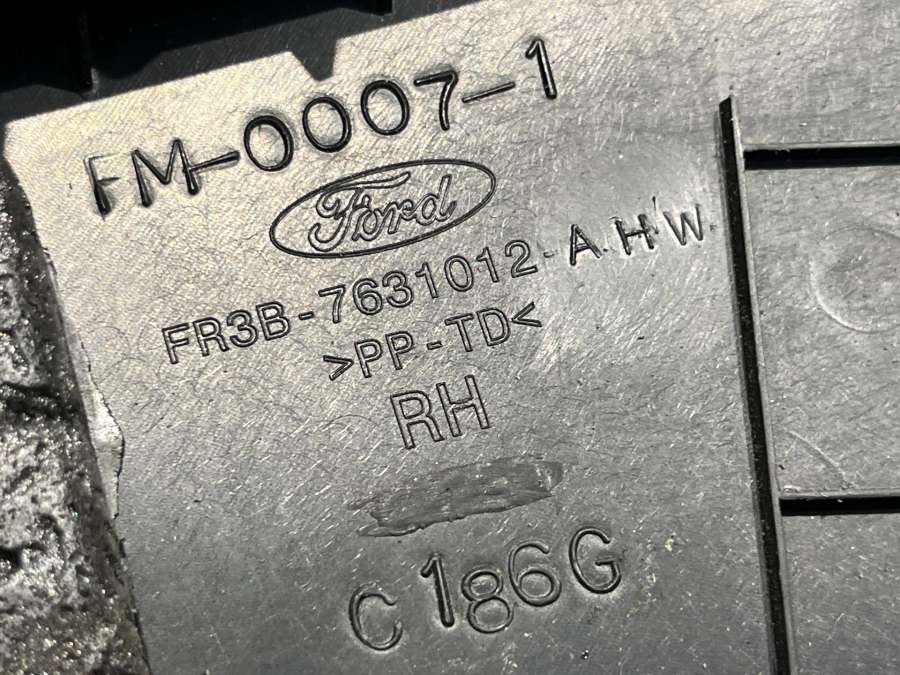 FM-0007-1
Ford
FR3B-7631012-AHW
>PP-TD<
RH
C186G